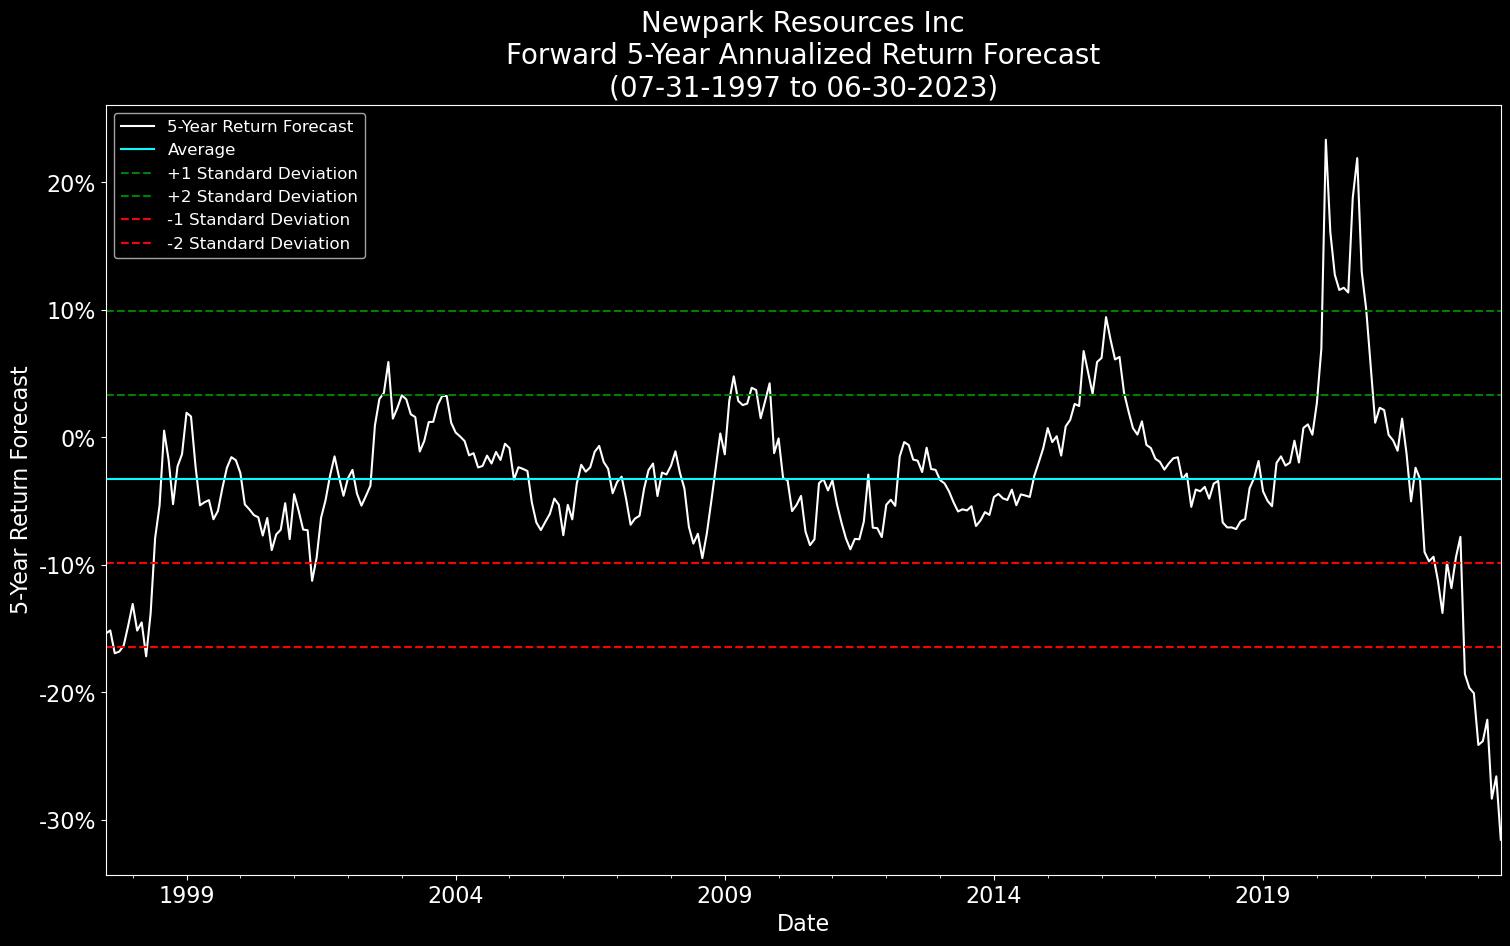 Newpark Resources Inc
Forward 5-Year Annualized Return Forecast
(07-31-1997 to 06-30-2023)
5-Year Return Forecast
Average
+1 Standard Deviation
+2 Standard Deviation
-1 Standard Deviation
-2 Standard Deviation
20%
10%
0%
-10%
-20%
-30%
5-Year Return Forecast
1999 2004 2009 2014 2019
Date